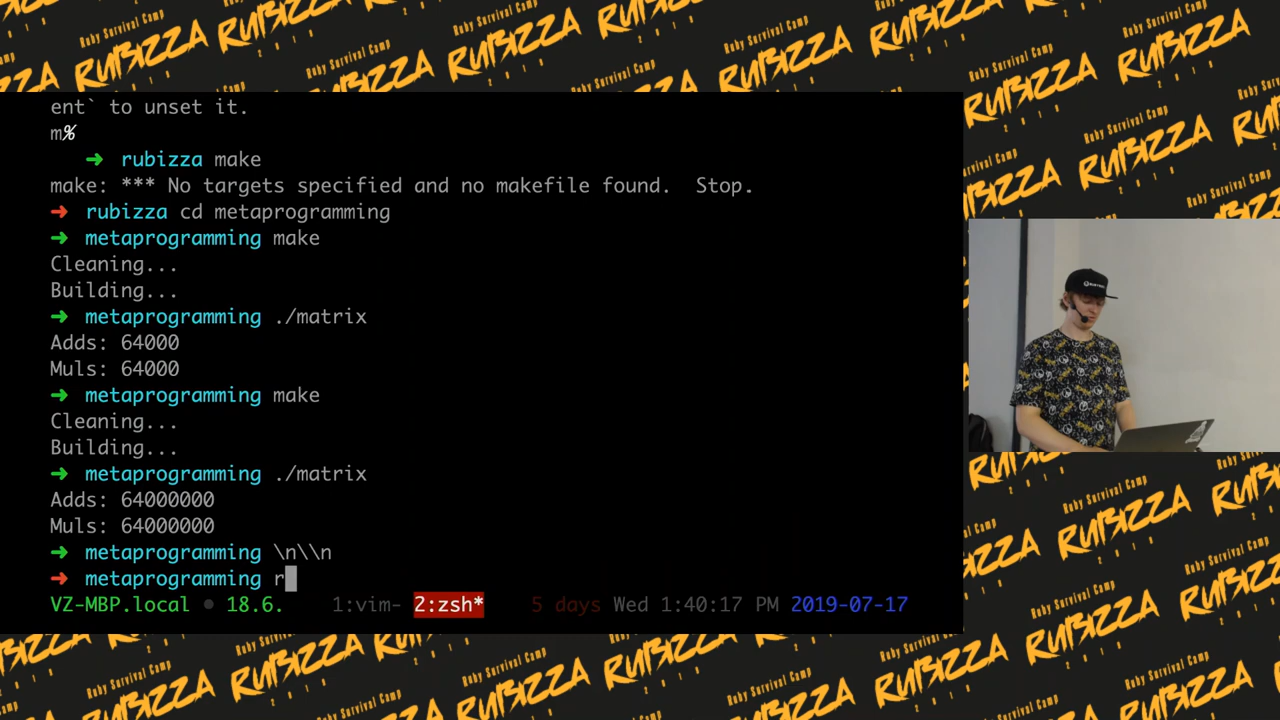 Ruby Survival Camp
RUBIZZA
2019
ent` to unset it.
m%
➜ rubizza make
make: *** No targets specified and no makefile found. Stop.
➜ rubizza cd metaprogramming
➜ metaprogramming make
Cleaning...
Building...
➜ metaprogramming ./matrix
Adds: 64000
Muls: 64000
➜ metaprogramming make
Cleaning...
Building...
➜ metaprogramming ./matrix
Adds: 64000000
Muls: 64000000
➜ metaprogramming \n\\n
➜ metaprogramming r
VZ-MBP.local ● 18.6. 1:vim- 2:zsh* 5 days Wed 1:40:17 PM 2019-07-17